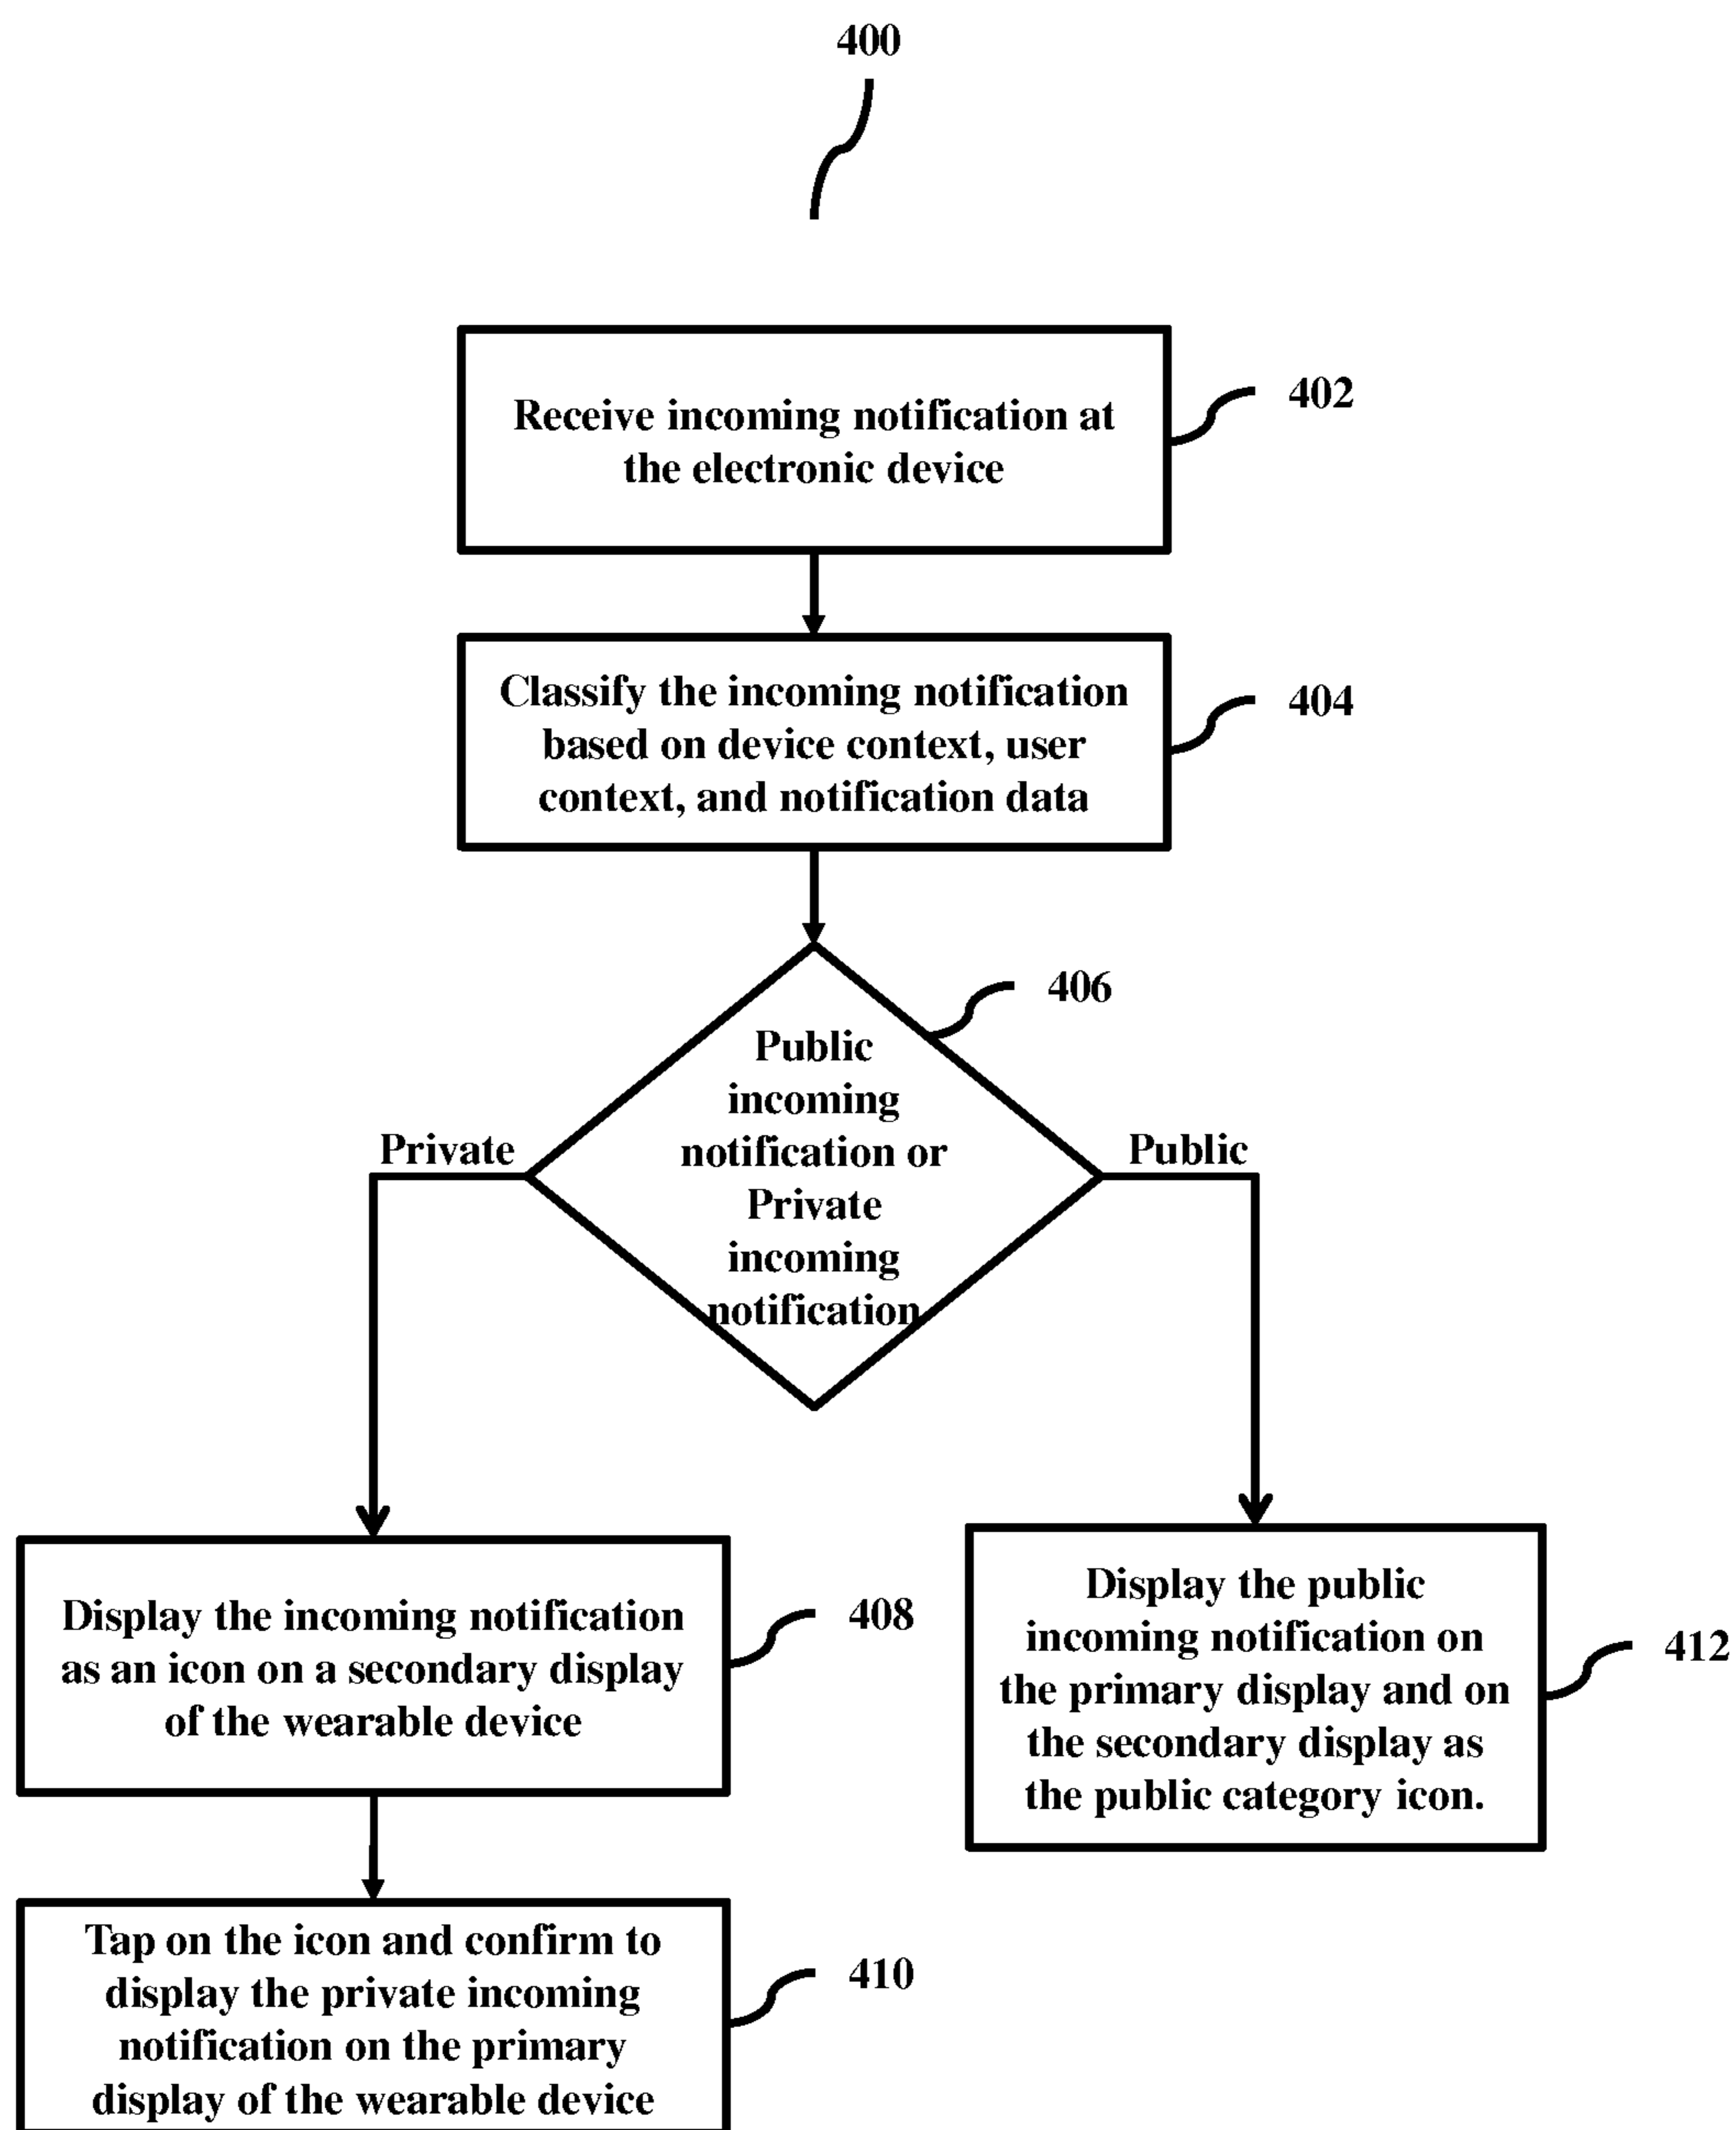 400
Receive incoming notification at
the electronic device
402
Classify the incoming notification
based on device context, user
context, and notification data
404
406
Public
incoming
notification or
Private
incoming
notification
Private
Public
Display the incoming notification
as an icon on a secondary display
of the wearable device
408
Display the public
incoming notification on
the primary display and on
the secondary display as
the public category icon.
412
Tap on the icon and confirm to
display the private incoming
notification on the primary
display of the wearable device
410